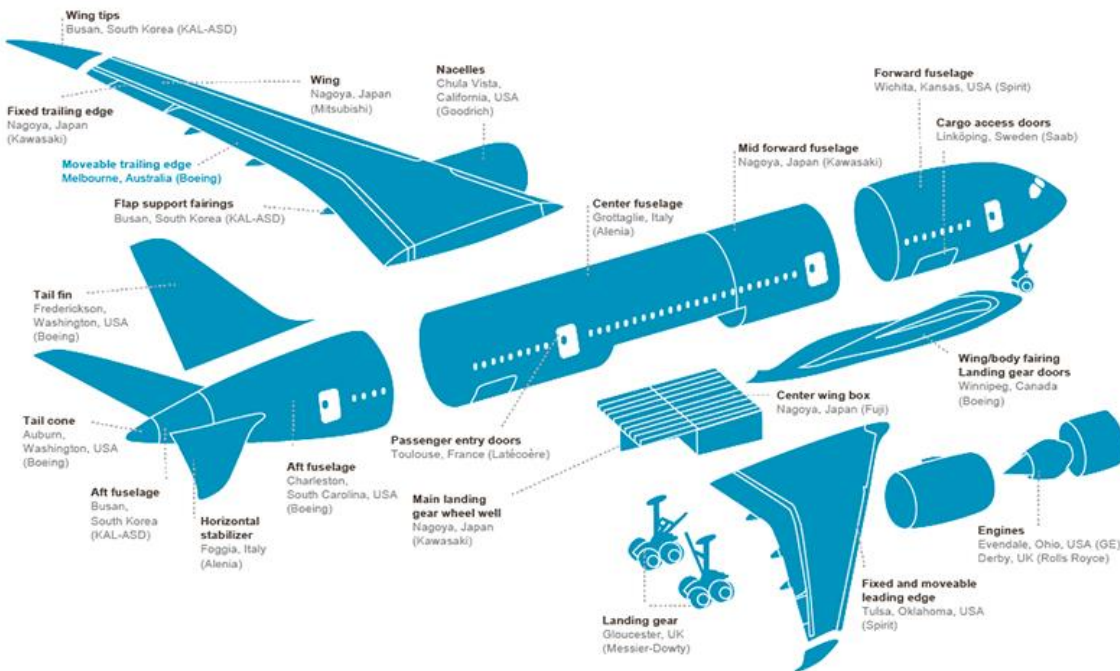 Wing tips
Busan, South Korea (KAL-ASD)
Wing
Nagoya, Japan
(Mitsubishi)
Nacelles
Chula Vista,
California, USA
(Goodrich)
Forward fuselage
Wichita, Kansas, USA (Spirit)
Fixed trailing edge
Nagoya, Japan
(Kawasaki)
Cargo access doors
Linköping, Sweden (Saab)
Mid forward fuselage
Nagoya, Japan (Kawasaki)
Moveable trailing edge
Melbourne, Australia (Boeing)
Flap support fairings
Busan, South Korea (KAL-ASD)
Center fuselage
Grottaglie, Italy
(Alenia)
Tail fin
Frederickson,
Washington, USA
(Boeing)
Wing/body fairing
Landing gear doors
Winnipeg, Canada
(Boeing)
Center wing box
Nagoya, Japan (Fuji)
Tail cone
Auburn,
Washington, USA
(Boeing)
Passenger entry doors
Toulouse, France (Latécoère)
Aft fuselage
Charleston,
South Carolina, USA
(Boeing)
Aft fuselage
Busan,
South Korea
(KAL-ASD)
Horizontal
stabilizer
Foggia, Italy
(Alenia)
Main landing
gear wheel well
Nagoya, Japan
(Kawasaki)
Engines
Evendale, Ohio, USA (GE)
Derby, UK (Rolls Royce)
Fixed and moveable
leading edge
Tulsa, Oklahoma, USA
(Spirit)
Landing gear
Gloucester, UK
(Messier-Dowty)